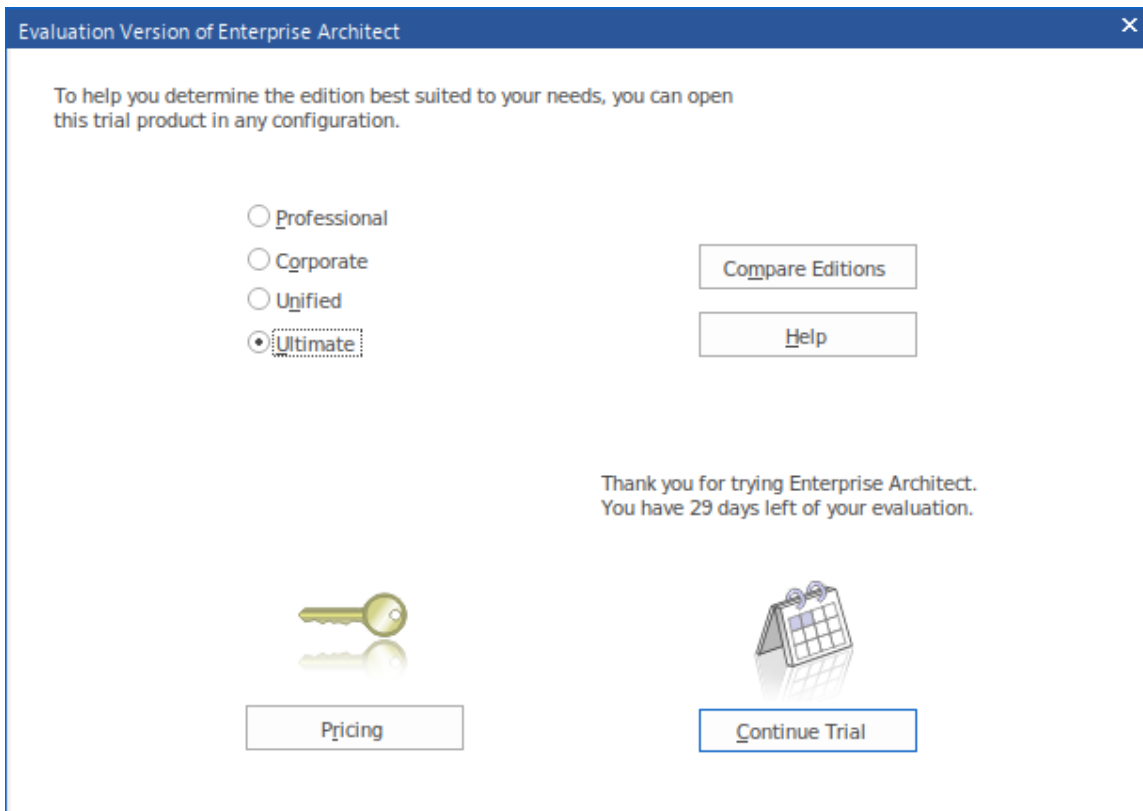 Evaluation Version of Enterprise Architect
To help you determine the edition best suited to your needs, you can open
this trial product in any configuration.
Professional
Corporate
Compare Editions
Unified
Help
Ultimate
Thank you for trying Enterprise Architect.
You have 29 days left of your evaluation.
Pricing
Continue Trial